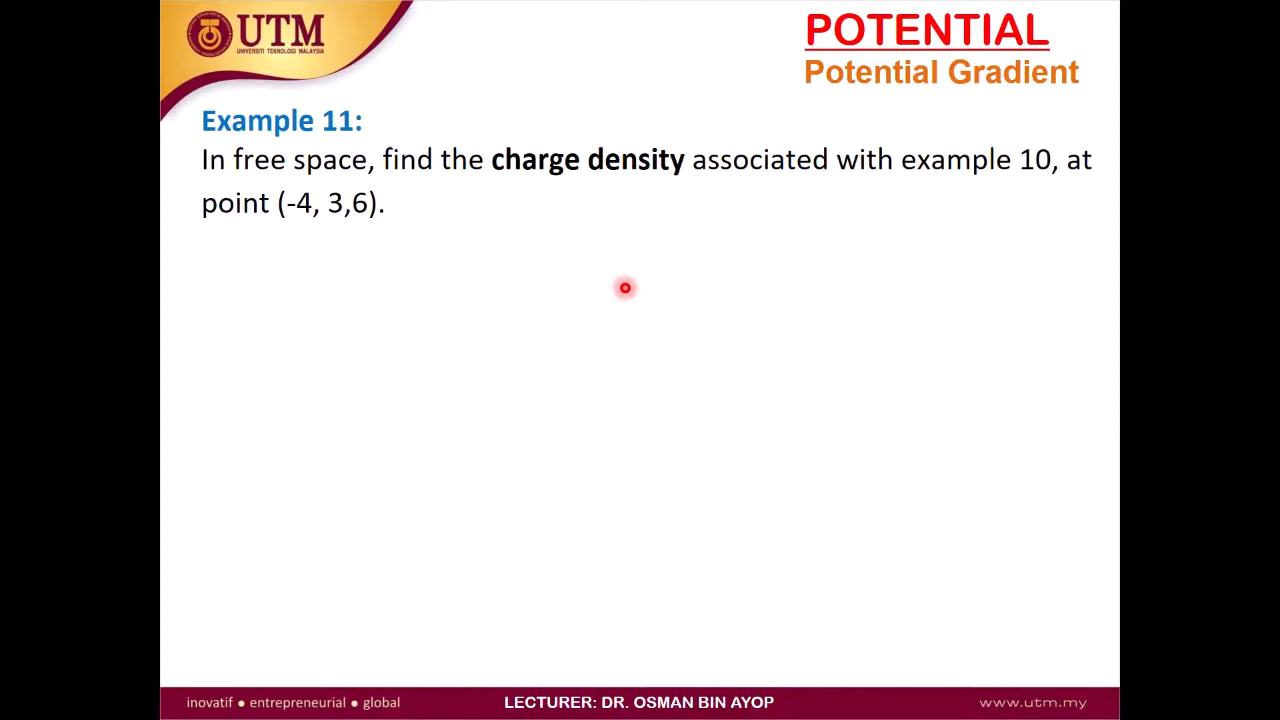 UTM
UNIVERSITI TEKNOLOGI MALAYSIA
POTENTIAL
Potential Gradient
Example 11:
In free space, find the charge density associated with example 10, at
point (-4, 3,6).
inovatif ● entrepreneurial ● global
LECTURER: DR. OSMAN BIN AYOP
www.utm.my